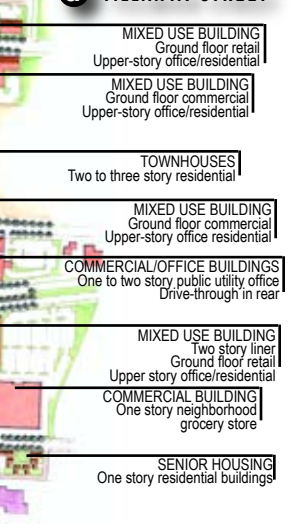 MIXED USE BUILDING
Ground floor retail
Upper-story office/residential
MIXED USE BUILDING
Ground floor commercial
Upper-story office/residential
TOWNHOUSES
Two to three story residential
MIXED USE BUILDING
Ground floor commercial
Upper-story office residential
COMMERCIAL/OFFICE BUILDINGS
One to two story public utility office
Drive-through in rear
MIXED USE BUILDING
Two story liner
Ground floor retail
Upper story office/residential
COMMERCIAL BUILDING
One story neighborhood
grocery store
SENIOR HOUSING
One story residential buildings